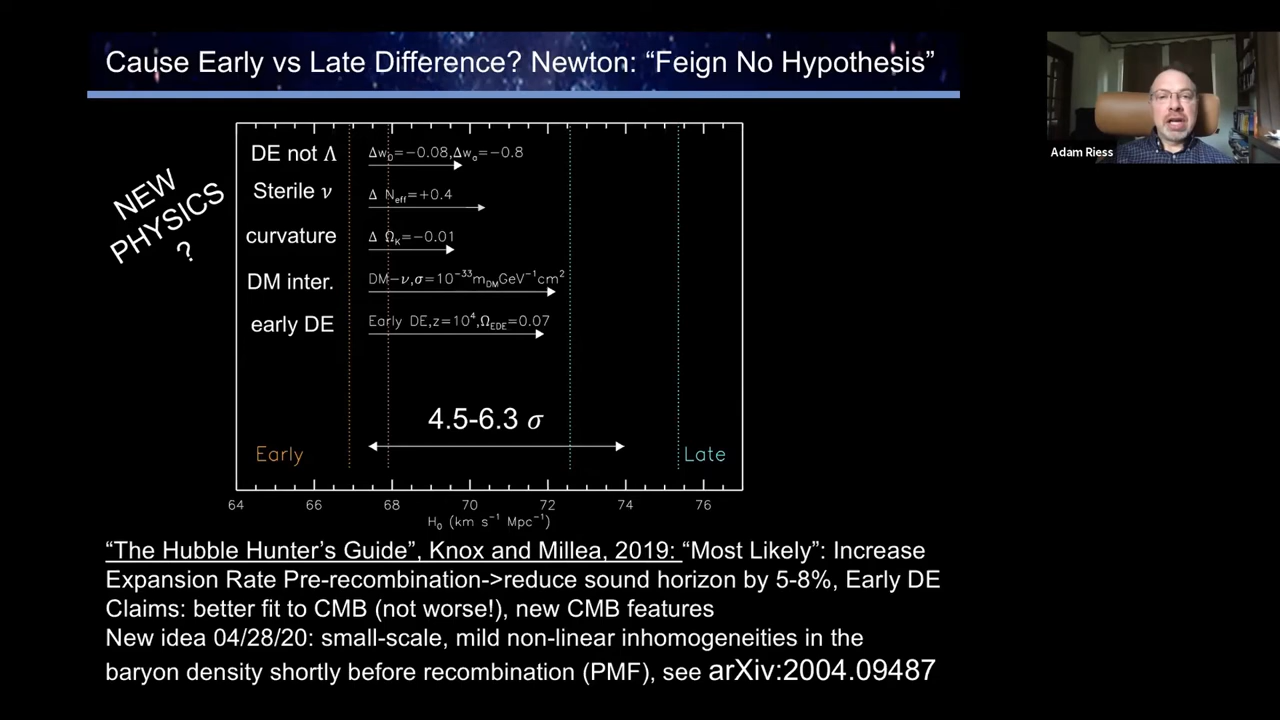 Cause Early vs Late Difference? Newton: “Feign No Hypothesis”
Adam Riess
NEW
PHYSICS
?
DE not Λ Δw₀=−0.08,Δwₐ=−0.8
Sterile ν Δ N_eff=+0.4
curvature Δ Ω_K=−0.01
DM inter. DM−ν,σ=10⁻³³m_DMGeV⁻¹cm²
early DE Early DE,z=10⁴,Ω_EDE=0.07
4.5-6.3 σ
Early Late
64 66 68 70 72 74 76
H₀ (km s⁻¹ Mpc⁻¹)
“The Hubble Hunter’s Guide”, Knox and Millea, 2019: “Most Likely”: Increase
Expansion Rate Pre-recombination->reduce sound horizon by 5-8%, Early DE
Claims: better fit to CMB (not worse!), new CMB features
New idea 04/28/20: small-scale, mild non-linear inhomogeneities in the
baryon density shortly before recombination (PMF), see arXiv:2004.09487